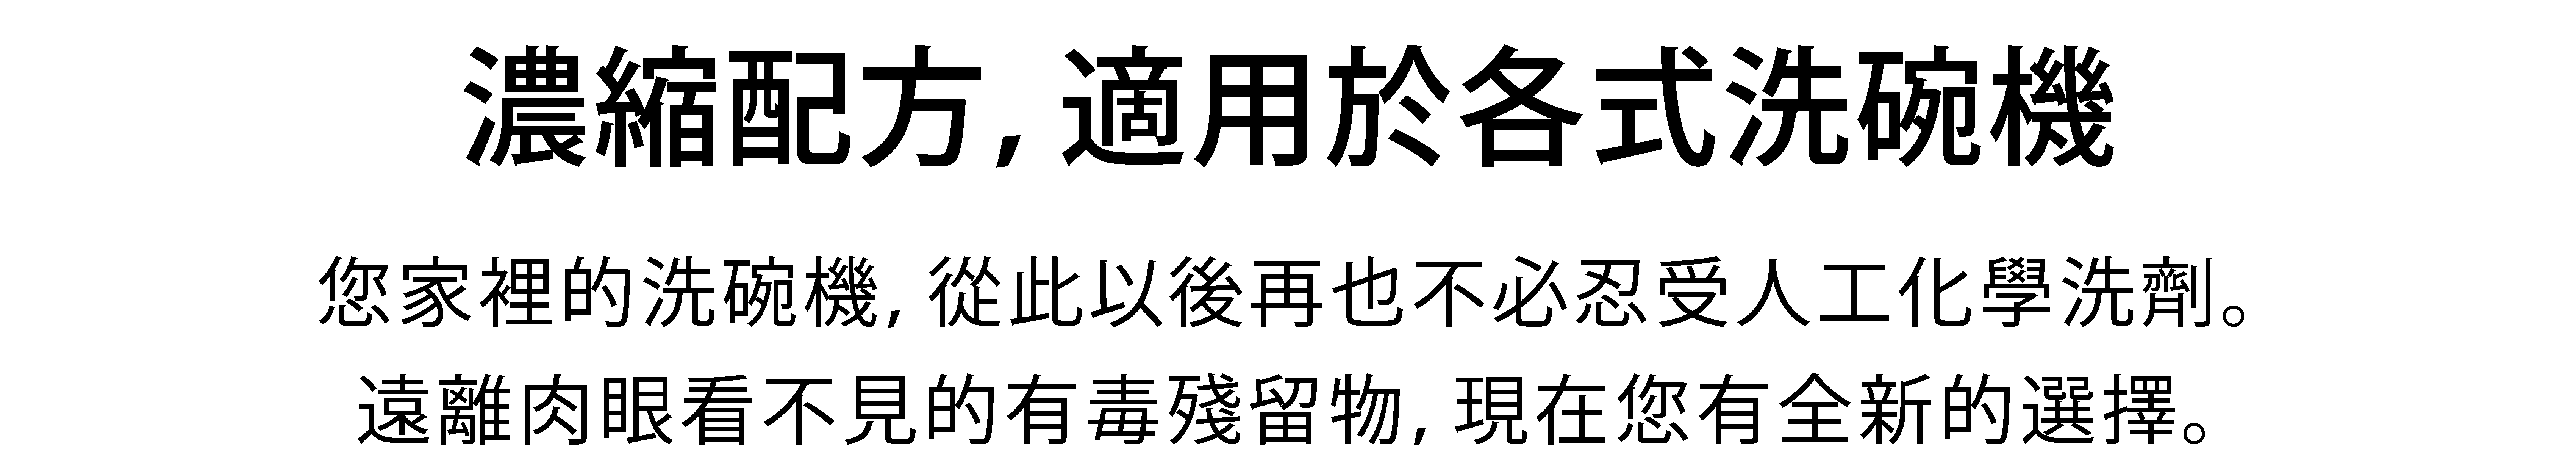 濃縮配方, 適用於各式洗碗機
您家裡的洗碗機, 從此以後再也不必忍受人工化學洗劑。
遠離肉眼看不見的有毒殘留物, 現在您有全新的選擇。